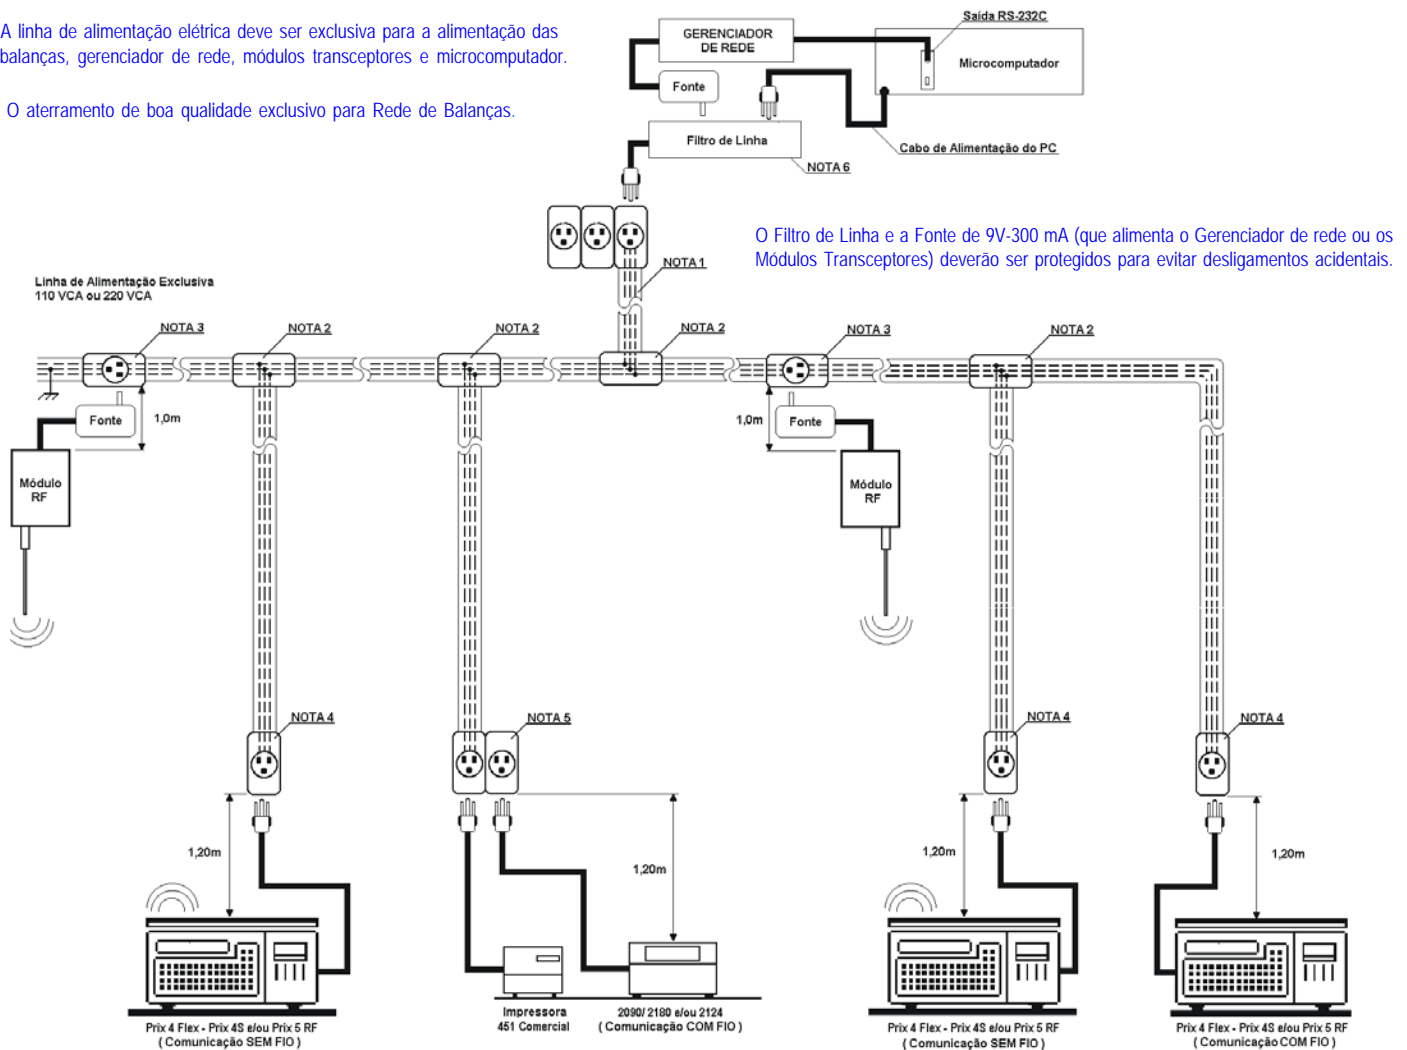 A linha de alimentação elétrica deve ser exclusiva para a alimentação das
balanças, gerenciador de rede, módulos transceptores e microcomputador.
O aterramento de boa qualidade exclusivo para Rede de Balanças.
Saída RS-232C
GERENCIADOR
DE REDE
Microcomputador
Fonte
Filtro de Linha
Cabo de Alimentação do PC
NOTA 6
O Filtro de Linha e a Fonte de 9V-300 mA (que alimenta o Gerenciador de rede ou os
Módulos Transceptores) deverão ser protegidos para evitar desligamentos acidentais.
NOTA 1
Linha de Alimentação Exclusiva
110 VCA ou 220 VCA
NOTA 3
NOTA 2
NOTA 2
NOTA 2
NOTA 3
NOTA 2
Fonte
1,0m
1,0m
Fonte
Módulo
RF
Módulo
RF
NOTA 4
NOTA 5
NOTA 4
NOTA 4
1,20m
1,20m
1,20m
1,20m
Prix 4 Flex - Prix 4S e/ou Prix 5 RF
( Comunicação SEM FIO )
Impressora
451 Comercial
2090/ 2180 e/ou 2124
( Comunicação COM FIO )
Prix 4 Flex - Prix 4S e/ou Prix 5 RF
( Comunicação SEM FIO )
Prix 4 Flex - Prix 4S e/ou Prix 5 RF
( Comunicação COM FIO )